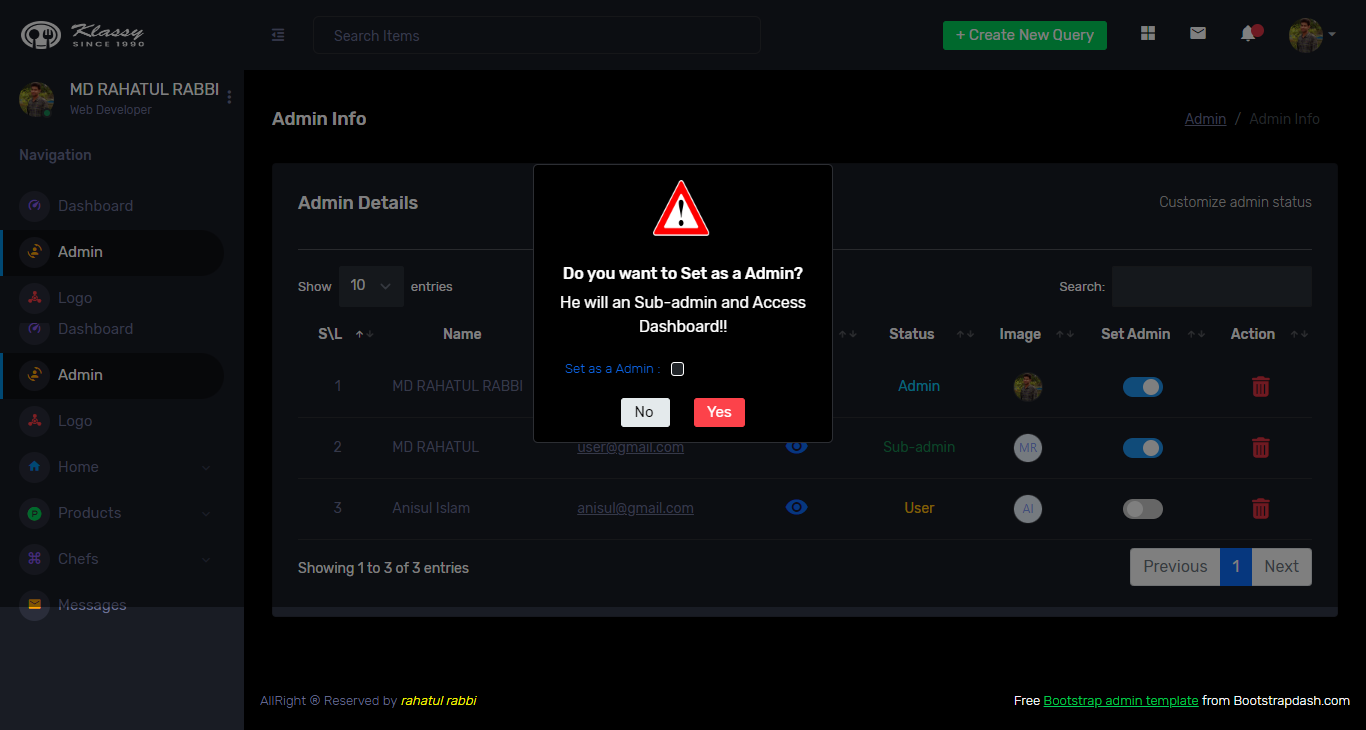 Klassy
SINCE 1990
Search Items
+ Create New Query
MD RAHATUL RABBI
Web Developer
Navigation
Dashboard
Admin
Logo
Dashboard
Admin
Logo
Home
Products
Chefs
Messages
Admin Info
Admin / Admin Info
Admin Details
Customize admin status
Show 10 entries
Search:
S\L Name Status Image Set Admin Action
1 MD RAHATUL RABBI Admin
2 MD RAHATUL user@gmail.com Sub-admin MR
3 Anisul Islam anisul@gmail.com User AI
Showing 1 to 3 of 3 entries
Previous 1 Next
Do you want to Set as a Admin?
He will an Sub-admin and Access
Dashboard!!
Set as a Admin :
No Yes
AllRight ® Reserved by rahatul rabbi
Free Bootstrap admin template from Bootstrapdash.com